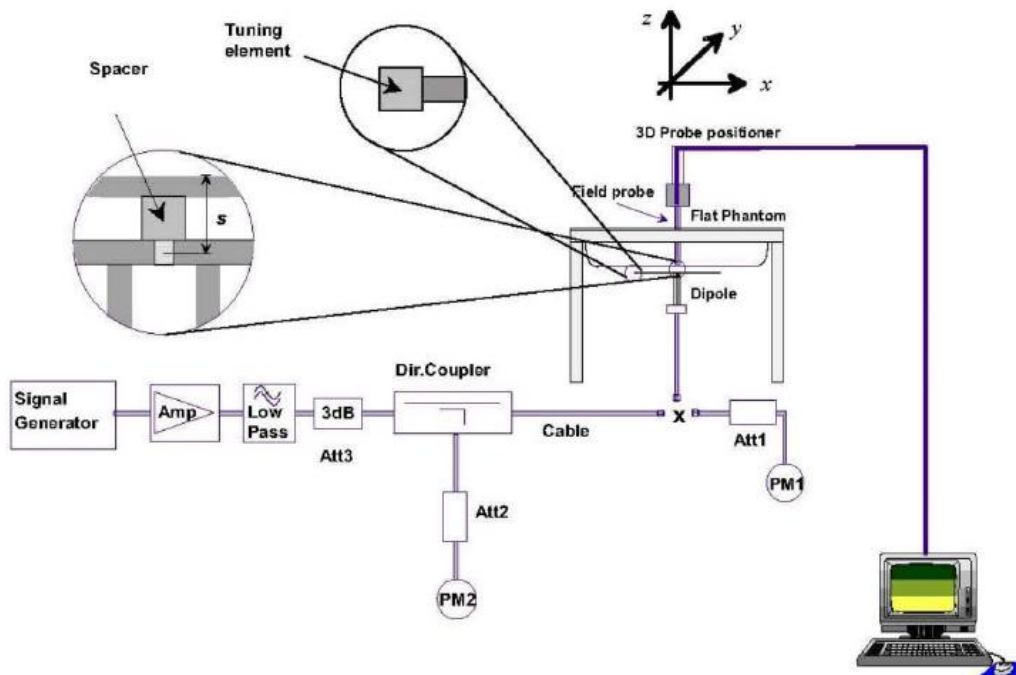 Tuning
element
Spacer
s
z
y
x
3D Probe positioner
Field probe
Flat Phantom
Dipole
Dir.Coupler
Signal
Generator
Amp
Low
Pass
3dB
Att3
Cable
x
Att1
PM1
Att2
PM2